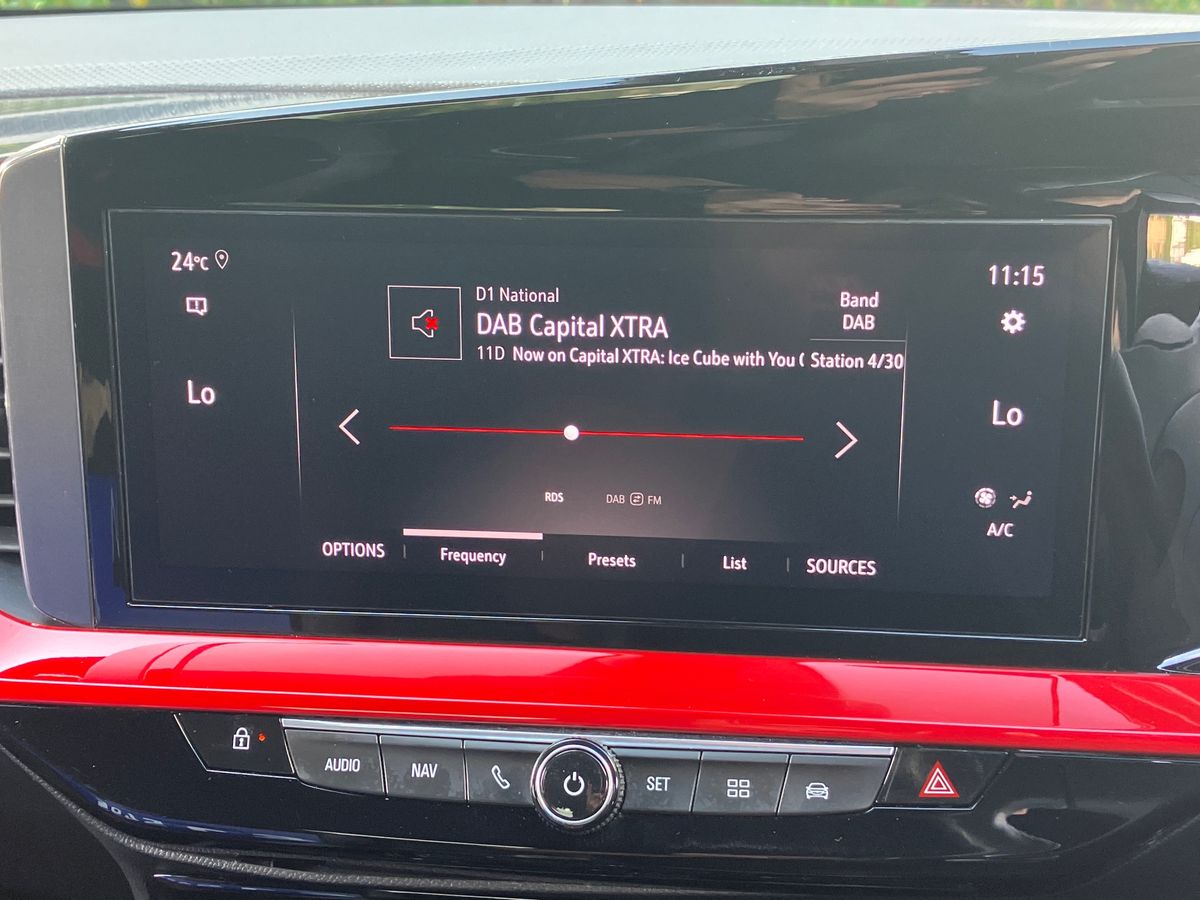 24°C
11:15
D1 National
DAB Capital XTRA
11D Now on Capital XTRA: Ice Cube with You (
Band
DAB
Station 4/30
Lo
Lo
RDS
DAB FM
A/C
OPTIONS
Frequency
Presets
List
SOURCES
AUDIO
NAV
SET